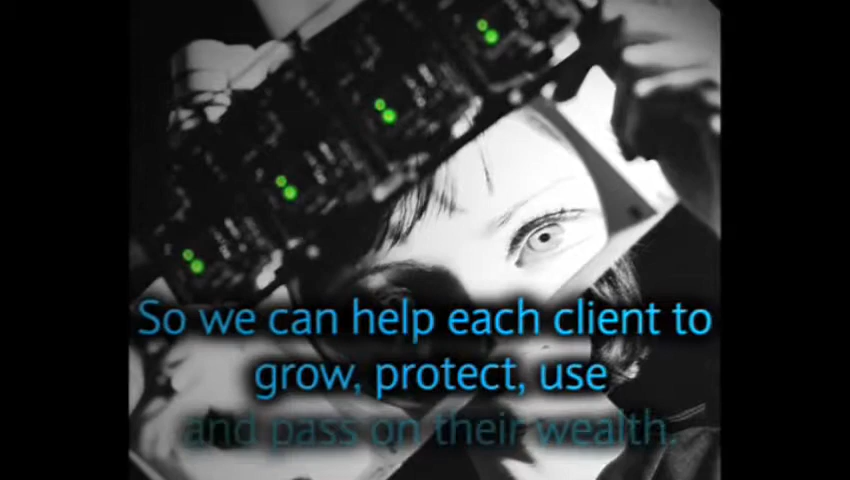 So we can help each client to
grow, protect, use
and pass on their wealth.